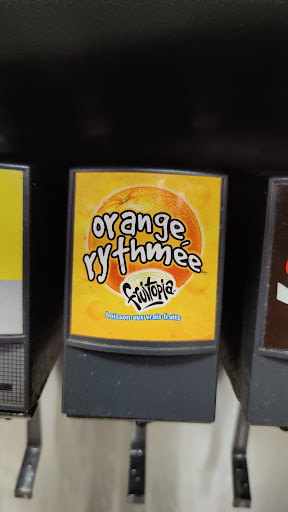 orange
rythmée
fruitopia
boisson aux vrais fruits